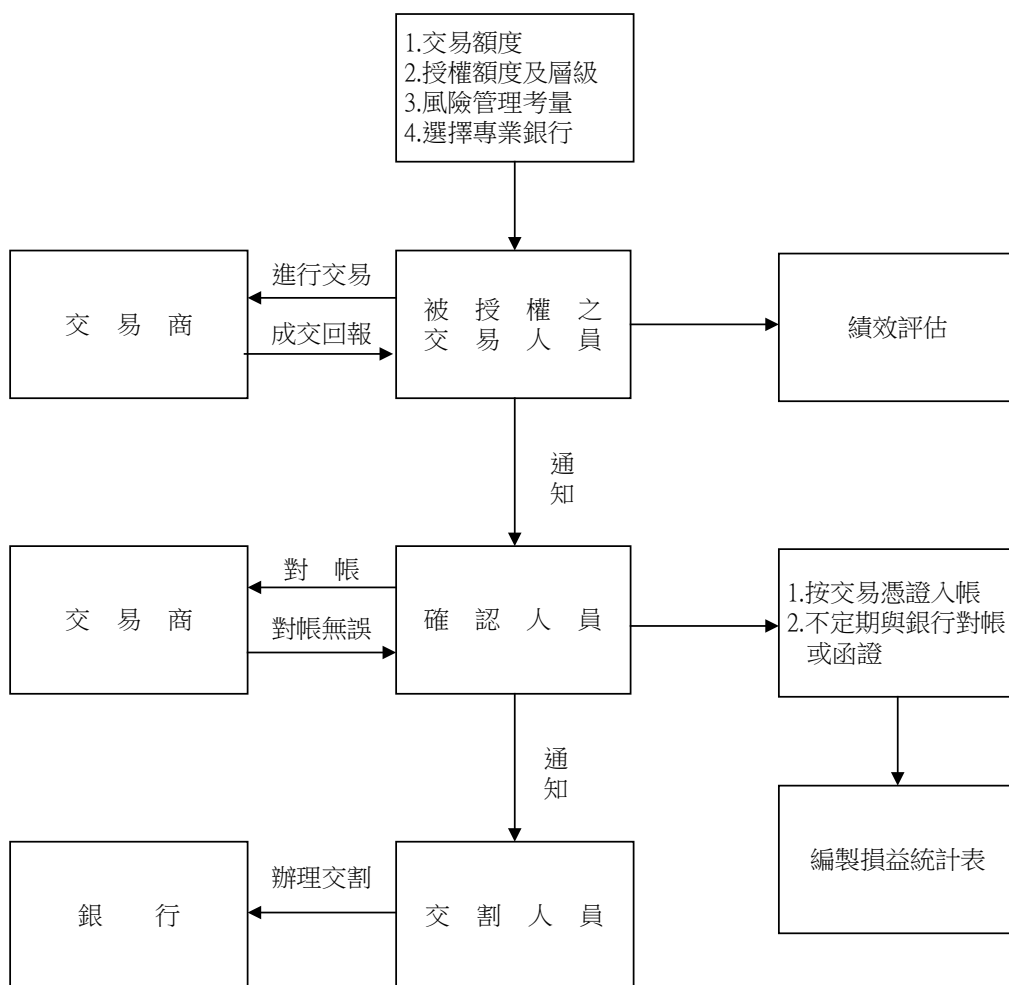 1.交易額度
2.授權額度及層級
3.風險管理考量
4.選擇專業銀行
進行交易
交易商
成交回報
被授權之
交易人員
績效評估
通
知
對帳
交易商
對帳無誤
確認人員
1.按交易憑證入帳
2.不定期與銀行對帳
或函證
通
知
編製損益統計表
辦理交割
銀行
交割人員